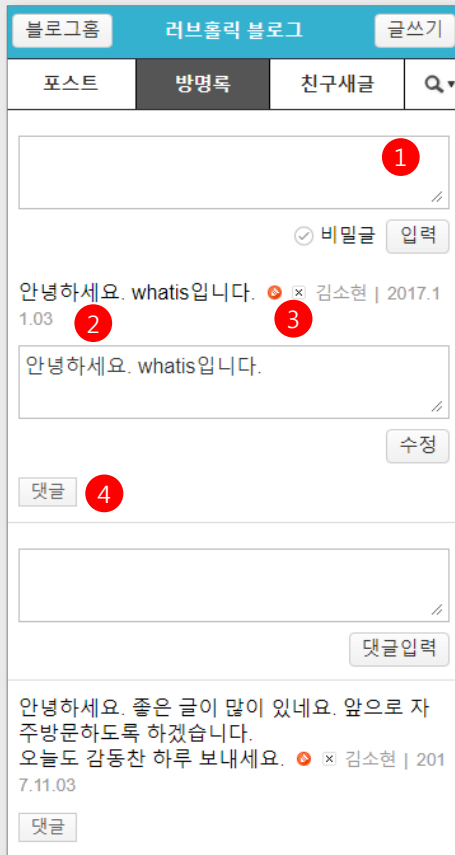 블로그홈 러브홀릭 블로그 글쓰기
포스트 방명록 친구새글
1
비밀글 입력
안녕하세요. whatis입니다. 김소현 | 2017.1
1.03 2 3
안녕하세요. whatis입니다.
수정
댓글 4
댓글입력
안녕하세요. 좋은 글이 많이 있네요. 앞으로 자
주방문하도록 하겠습니다.
오늘도 감동찬 하루 보내세요. 김소현 | 201
7.11.03
댓글